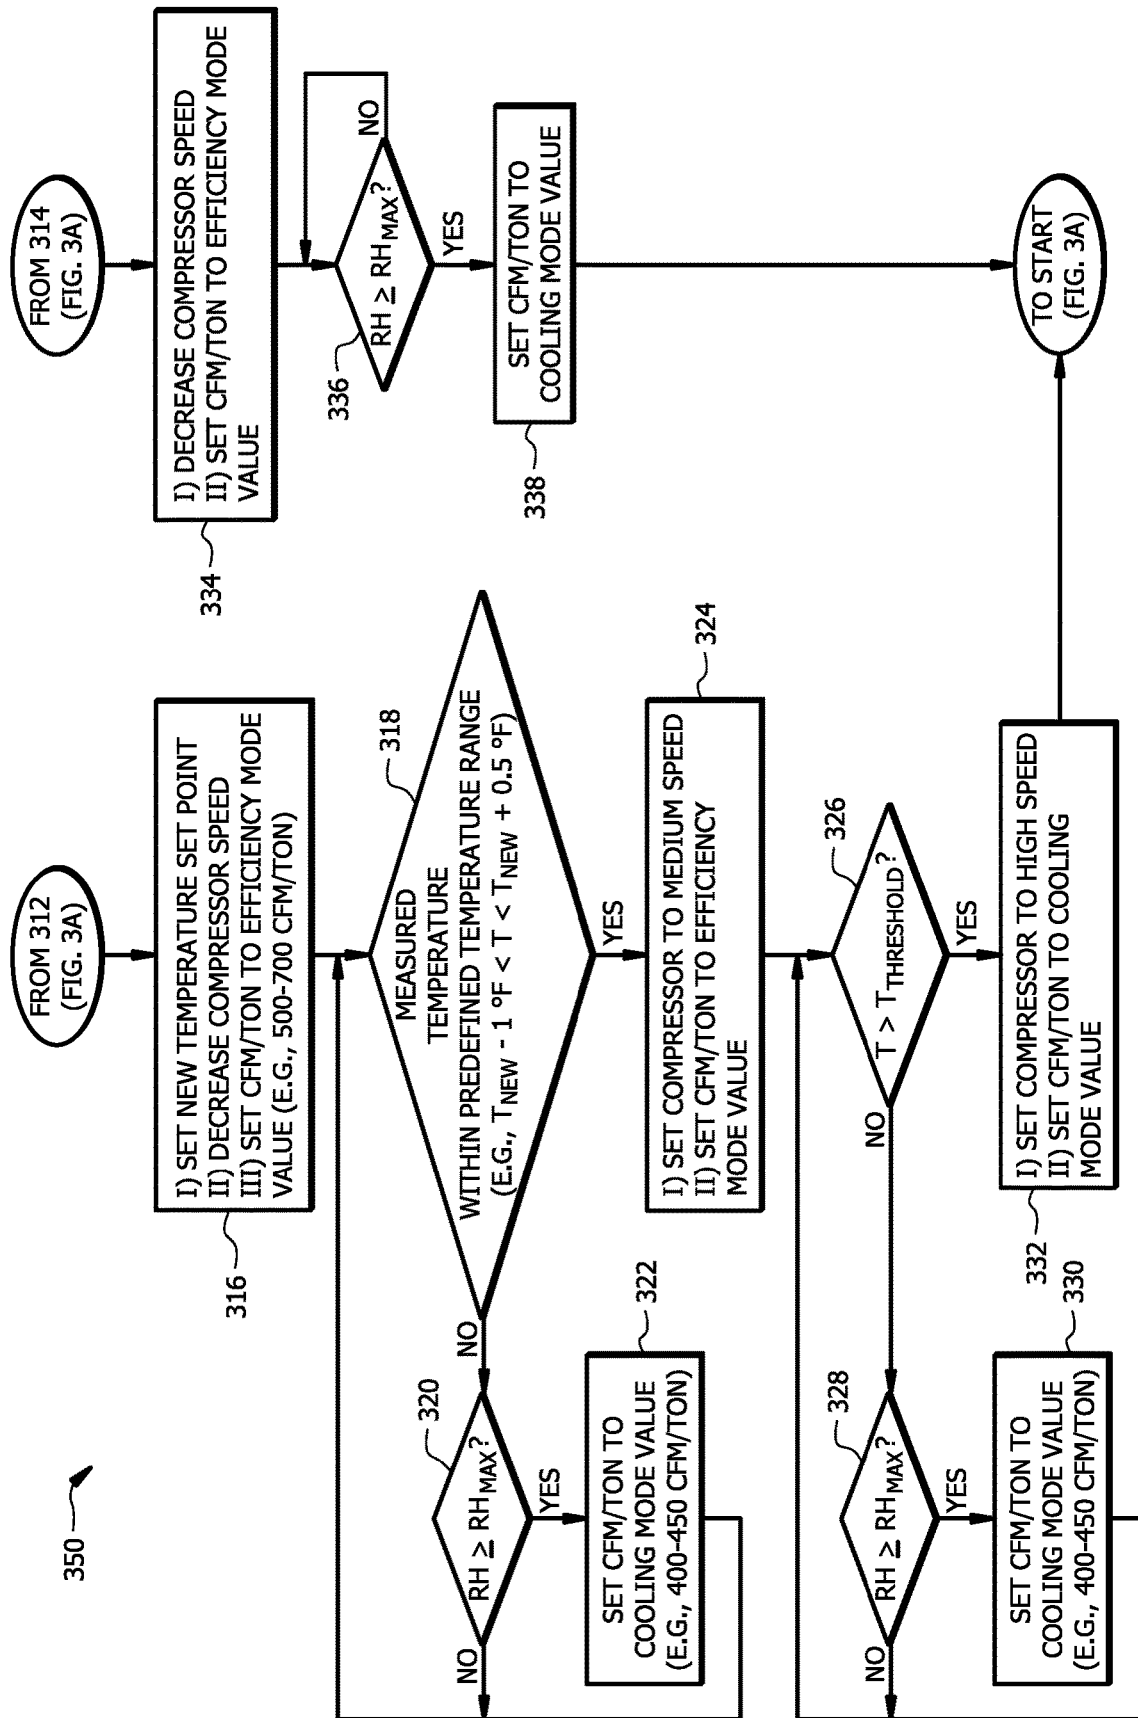 350
FROM 312
(FIG. 3A)
I) SET NEW TEMPERATURE SET POINT
II) DECREASE COMPRESSOR SPEED
III) SET CFM/TON TO EFFICIENCY MODE
VALUE (E.G., 500-700 CFM/TON)
316
MEASURED
TEMPERATURE
WITHIN PREDEFINED TEMPERATURE RANGE
(E.G., TNEW - 1 °F < T < TNEW + 0.5 °F)
318
NO
YES
320
RH ≥ RHMAX?
NO
YES
SET CFM/TON TO
COOLING MODE VALUE
(E.G., 400-450 CFM/TON)
322
I) SET COMPRESSOR TO MEDIUM SPEED
II) SET CFM/TON TO EFFICIENCY
MODE VALUE
324
T > TTHRESHOLD?
326
NO
YES
328
RH ≥ RHMAX?
NO
YES
SET CFM/TON TO
COOLING MODE VALUE
(E.G., 400-450 CFM/TON)
330
I) SET COMPRESSOR TO HIGH SPEED
II) SET CFM/TON TO COOLING
MODE VALUE
332
FROM 314
(FIG. 3A)
I) DECREASE COMPRESSOR SPEED
II) SET CFM/TON TO EFFICIENCY MODE
VALUE
334
RH ≥ RHMAX?
336
NO
YES
SET CFM/TON TO
COOLING MODE VALUE
338
TO START
(FIG. 3A)